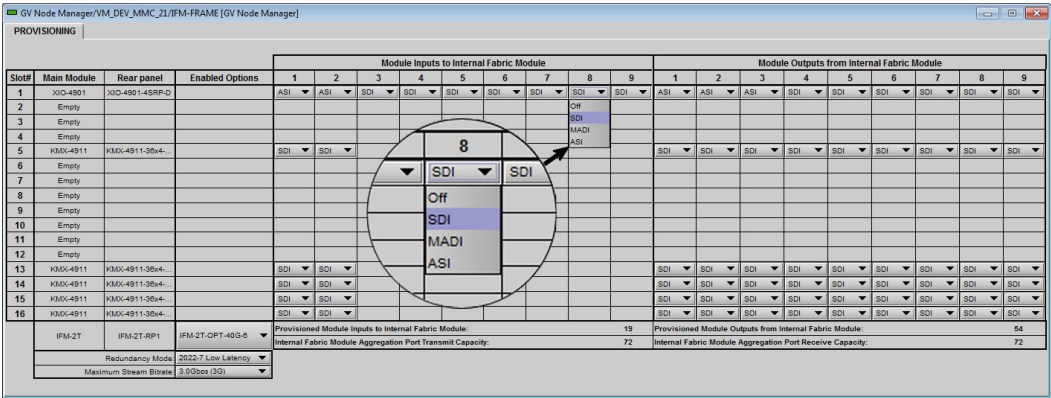 GV Node Manager/VM_DEV_MMC_21/IFM-FRAME [GV Node Manager]
PROVISIONING
Module Inputs to Internal Fabric Module Module Outputs from Internal Fabric Module
Slot# Main Module Rear panel Enabled Options 1 2 3 4 5 6 7 8 9 1 2 3 4 5 6 7 8 9
1 XIO-4901 XIO-4901-4SRP-D ASI ASI SDI SDI SDI SDI SDI SDI SDI ASI ASI ASI SDI SDI SDI SDI SDI SDI
Off
SDI
MADI
ASI
2 Empty
3 Empty
4 Empty
5 KMX-4911 KMX-4911-36x4-... SDI SDI SDI SDI SDI SDI SDI SDI SDI SDI SDI
6 Empty
7 Empty
8 Empty
9 Empty
10 Empty
11 Empty
12 Empty
8
SDI SDI
Off
SDI
MADI
ASI
13 KMX-4911 KMX-4911-36x4-... SDI SDI SDI SDI SDI SDI SDI SDI SDI SDI SDI
14 KMX-4911 KMX-4911-36x4-... SDI SDI SDI SDI SDI SDI SDI SDI SDI SDI SDI
15 KMX-4911 KMX-4911-36x4-... SDI SDI SDI SDI SDI SDI SDI SDI SDI SDI SDI
16 KMX-4911 KMX-4911-36x4-... SDI SDI SDI SDI SDI SDI SDI SDI SDI SDI SDI
IFM-2T IFM-2T-RP1 IFM-2T-OPT-40G-6
Provisioned Module Inputs to Internal Fabric Module: 19 Provisioned Module Outputs from Internal Fabric Module: 54
Internal Fabric Module Aggregation Port Transmit Capacity: 72 Internal Fabric Module Aggregation Port Receive Capacity: 72
Redundancy Mode: 2022-7 Low Latency
Maximum Stream Bitrate: 3.0Gbps (3G)